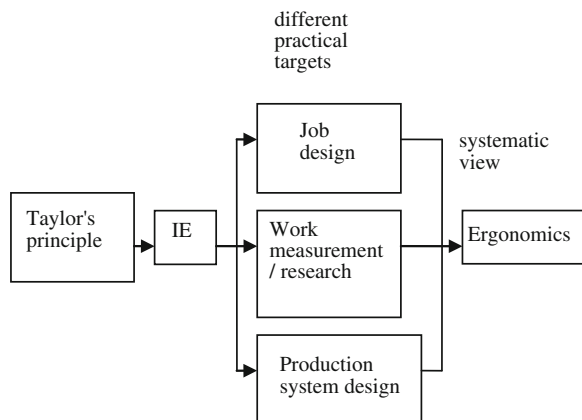 different
practical
targets
Job
design
systematic
view
Taylor's
principle
IE
Work
measurement
/ research
Ergonomics
Production
system design